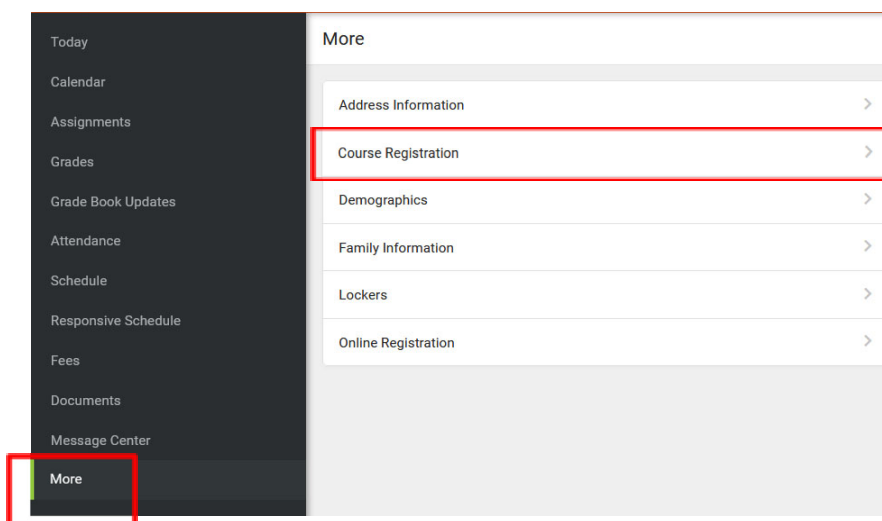 Today
Calendar
Assignments
Grades
Grade Book Updates
Attendance
Schedule
Responsive Schedule
Fees
Documents
Message Center
More
More
Address Information
Course Registration
Demographics
Family Information
Lockers
Online Registration